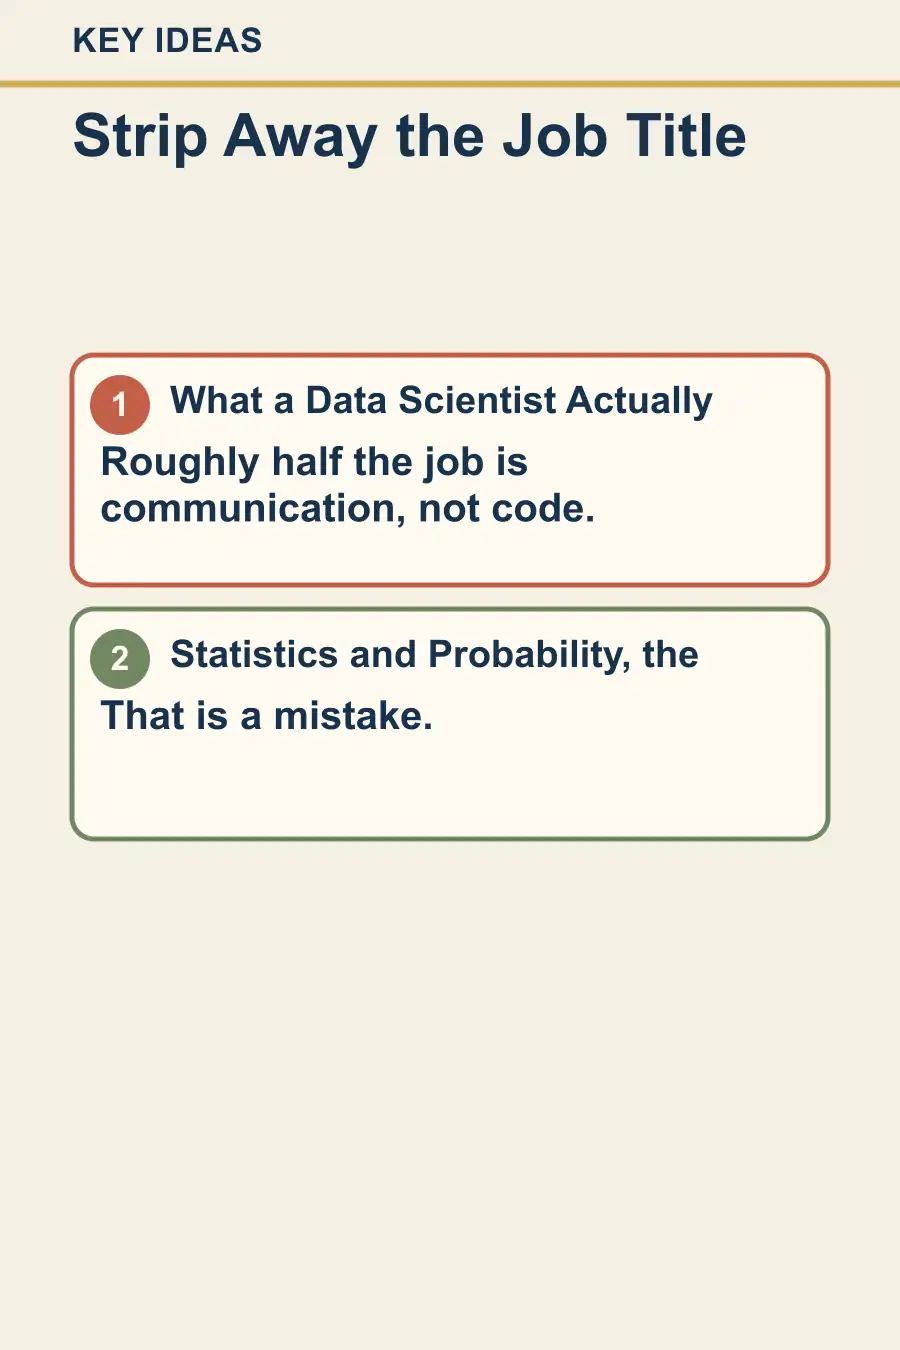 KEY IDEAS
Strip Away the Job Title
1 What a Data Scientist Actually
Roughly half the job is
communication, not code.
2 Statistics and Probability, the
That is a mistake.